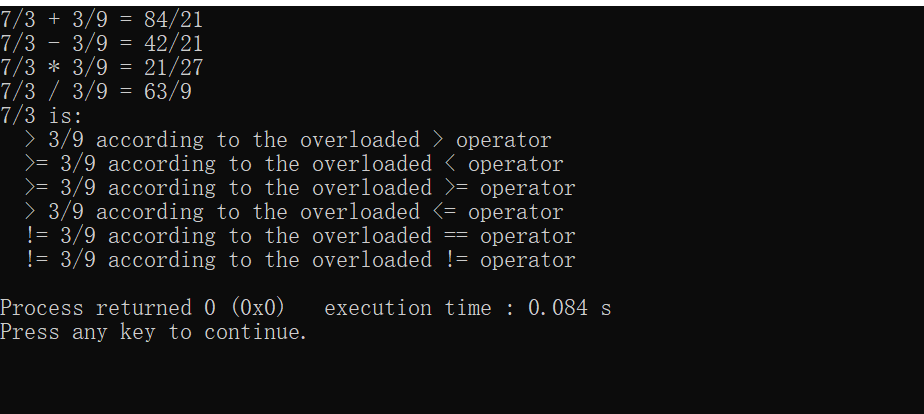 7/3 + 3/9 = 84/21
7/3 - 3/9 = 42/21
7/3 * 3/9 = 21/27
7/3 / 3/9 = 63/9
7/3 is:
  > 3/9 according to the overloaded > operator
  >= 3/9 according to the overloaded < operator
  >= 3/9 according to the overloaded >= operator
  > 3/9 according to the overloaded <= operator
  != 3/9 according to the overloaded == operator
  != 3/9 according to the overloaded != operator
Process returned 0 (0x0)   execution time : 0.084 s
Press any key to continue.